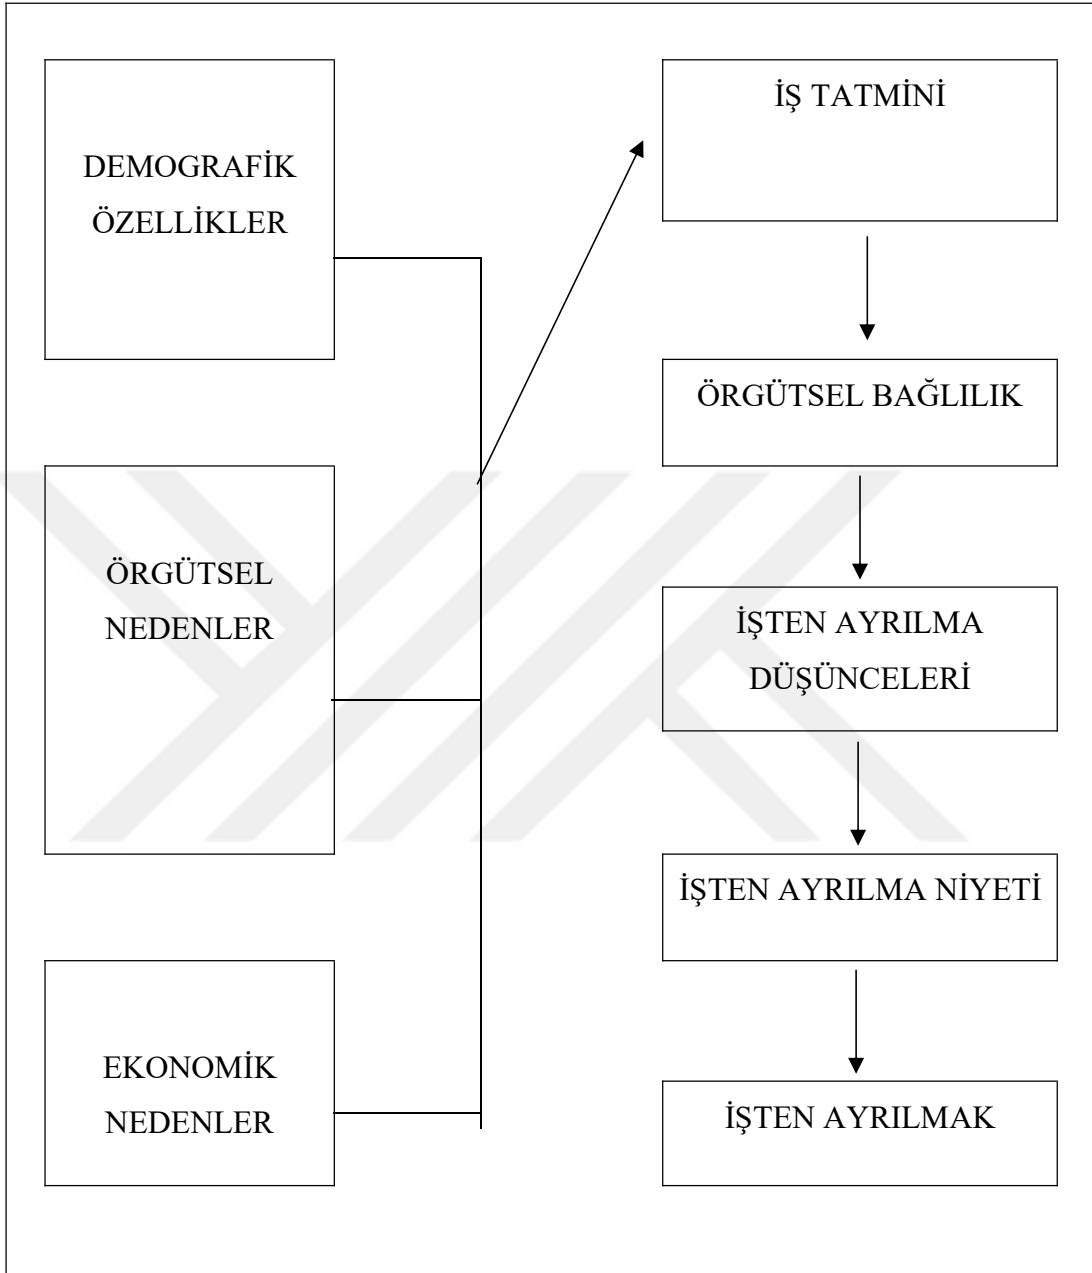 DEMOGRAFİK
ÖZELLİKLER
ÖRGÜTSEL
NEDENLER
EKONOMİK
NEDENLER
İŞ TATMİNİ
ÖRGÜTSEL BAĞLILIK
İŞTEN AYRILMA
DÜŞÜNCELERİ
İŞTEN AYRILMA NİYETİ
İŞTEN AYRILMAK